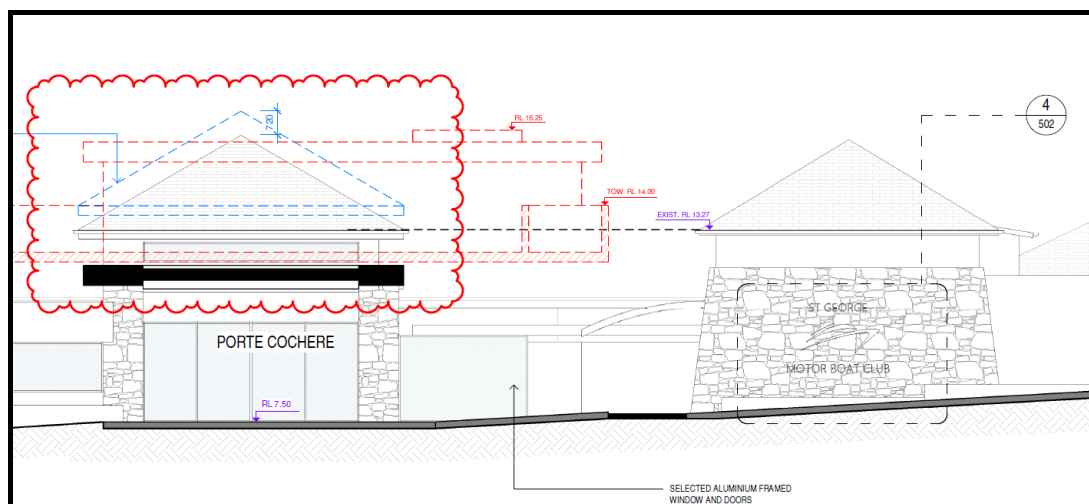 720
RL 16.25
4
502
TOW. RL 14.00
EXIST. RL 13.27
ST GEORGE
PORTE COCHERE
MOTOR BOAT CLUB
RL 7.50
SELECTED ALUMINIUM FRAMED
WINDOW AND DOORS